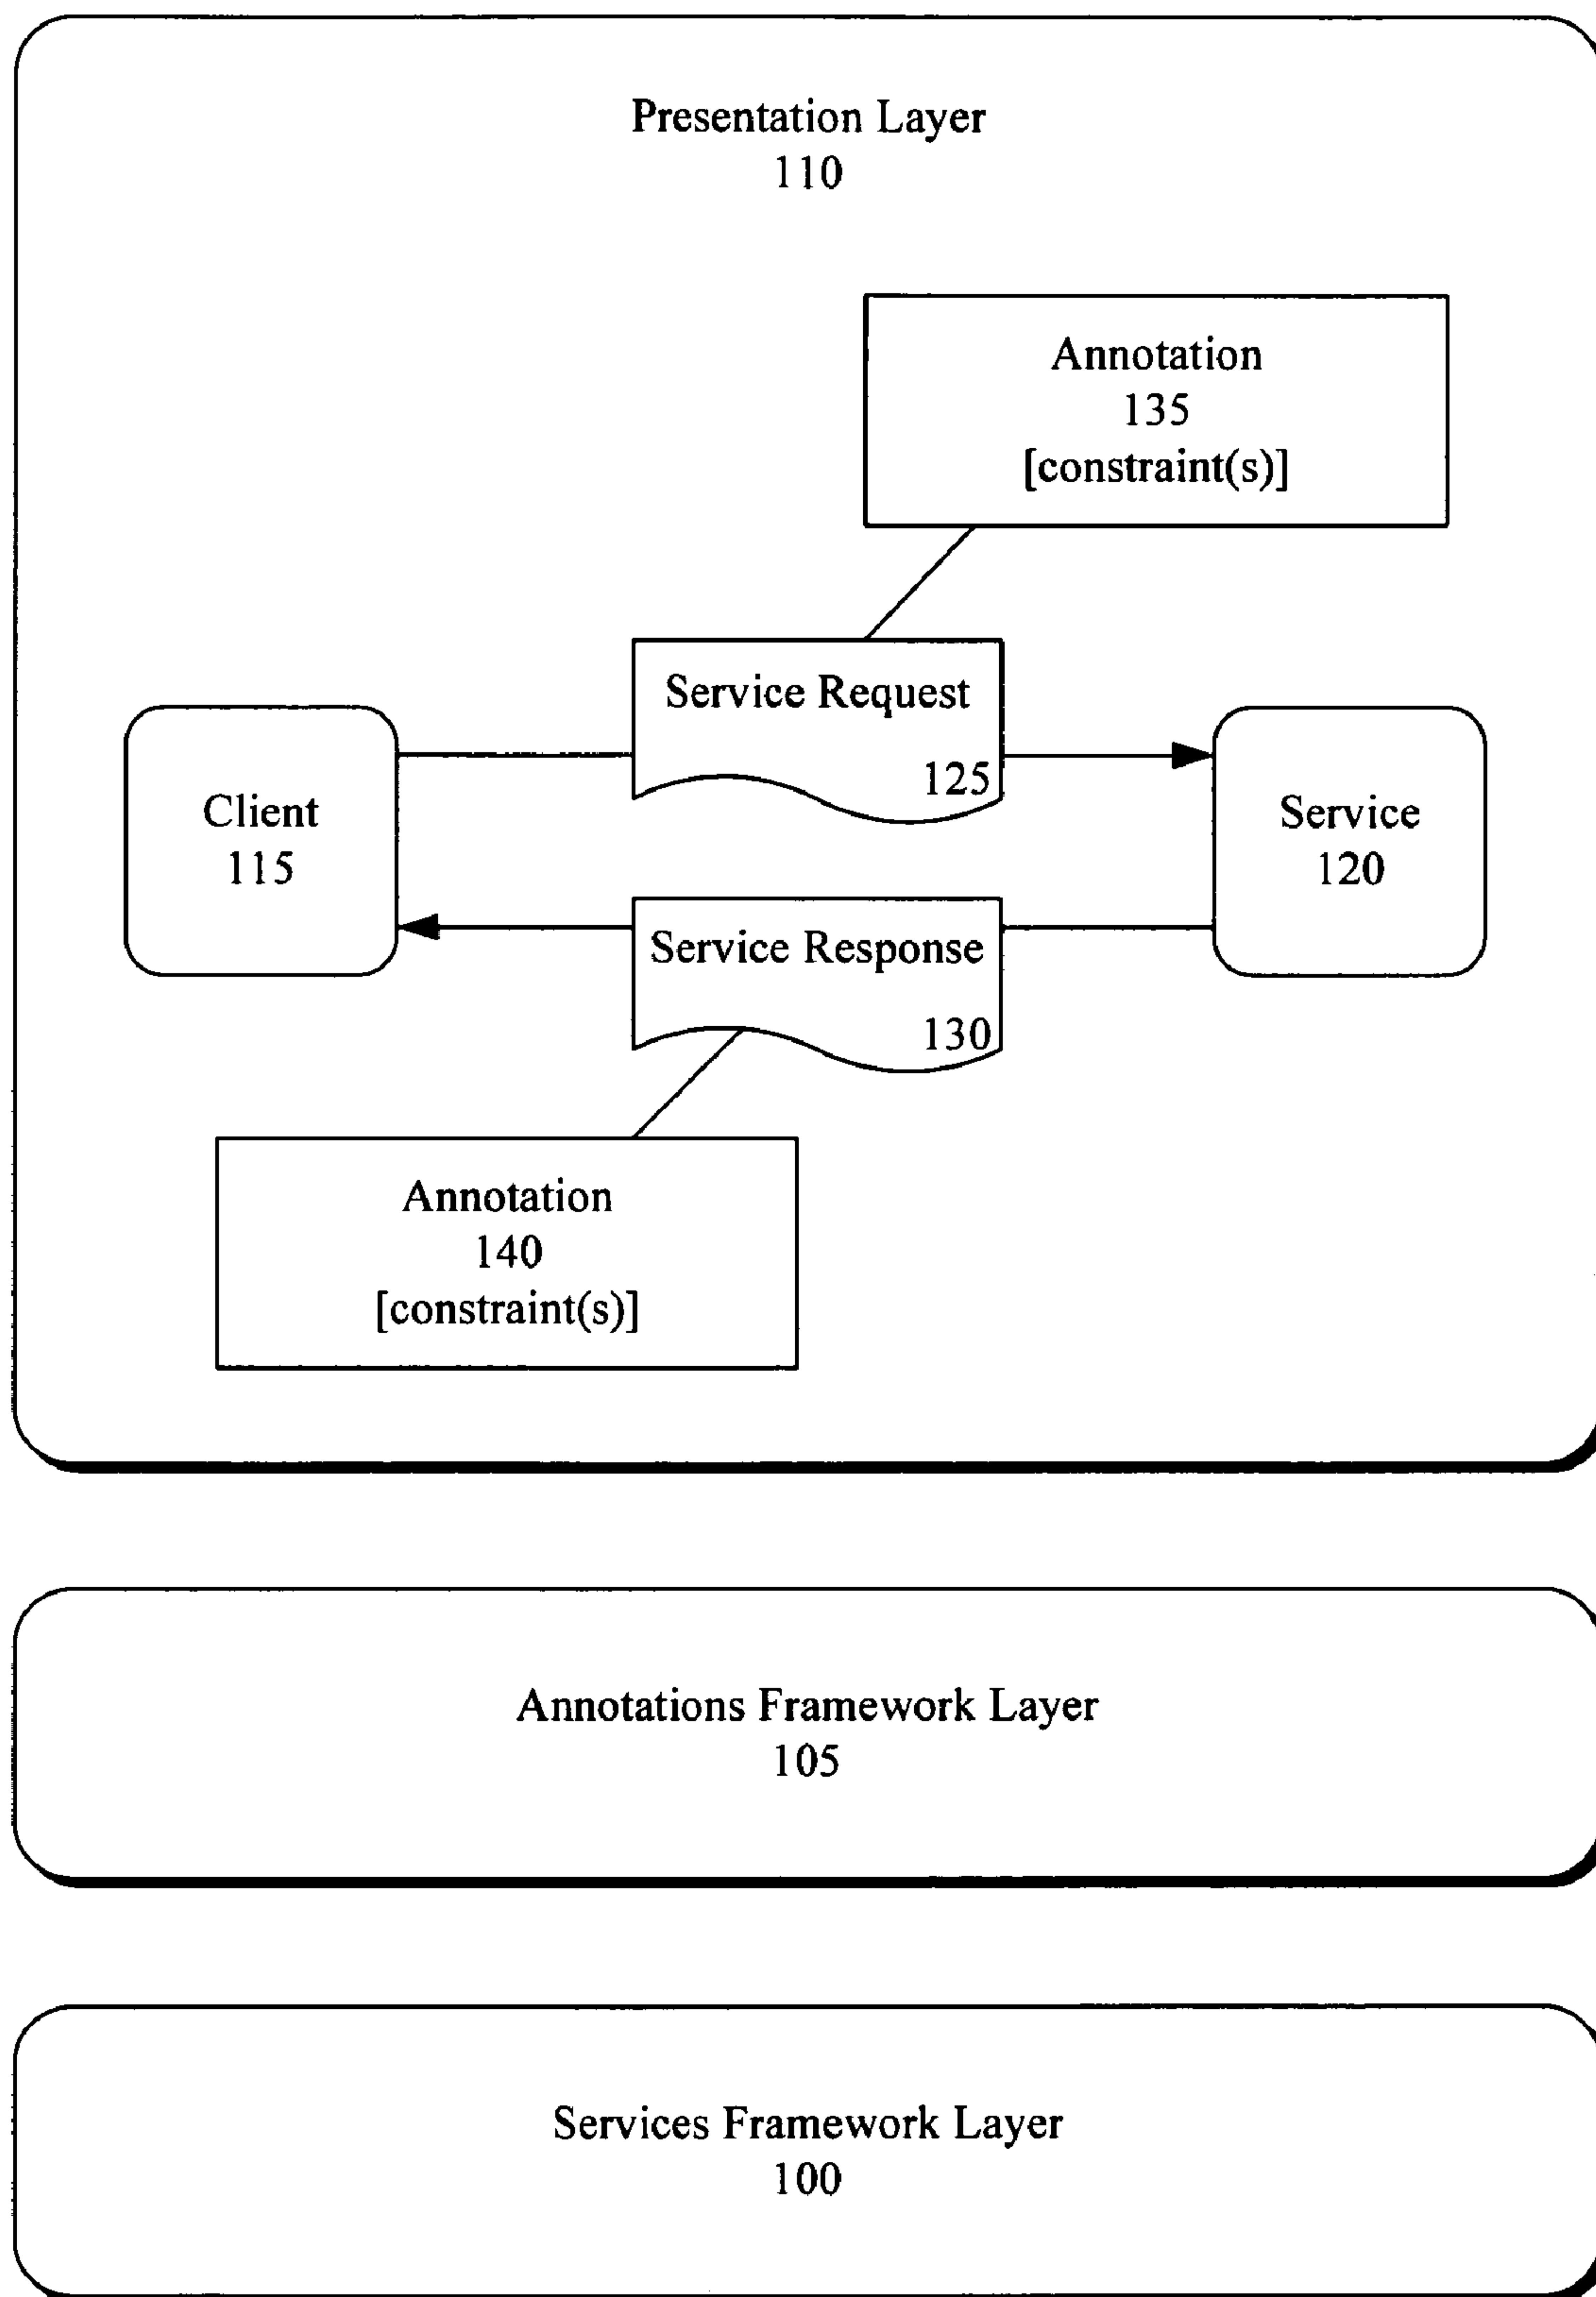 Presentation Layer
110
Annotation
135
[constraint(s)]
Service Request
125
Client
115
Service
120
Service Response
130
Annotation
140
[constraint(s)]
Annotations Framework Layer
105
Services Framework Layer
100